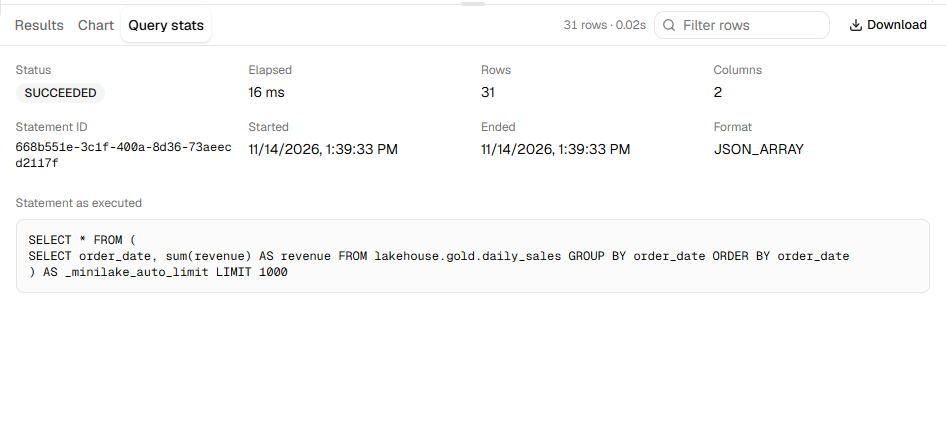 Results Chart Query stats 31 rows · 0.02s Filter rows Download
Status Elapsed Rows Columns
SUCCEEDED 16 ms 31 2
Statement ID Started Ended Format
668b551e-3c1f-400a-8d36-73aeec 11/14/2026, 1:39:33 PM 11/14/2026, 1:39:33 PM JSON_ARRAY
d2117f
Statement as executed
SELECT * FROM (
SELECT order_date, sum(revenue) AS revenue FROM lakehouse.gold.daily_sales GROUP BY order_date ORDER BY order_date
) AS _minilake_auto_limit LIMIT 1000